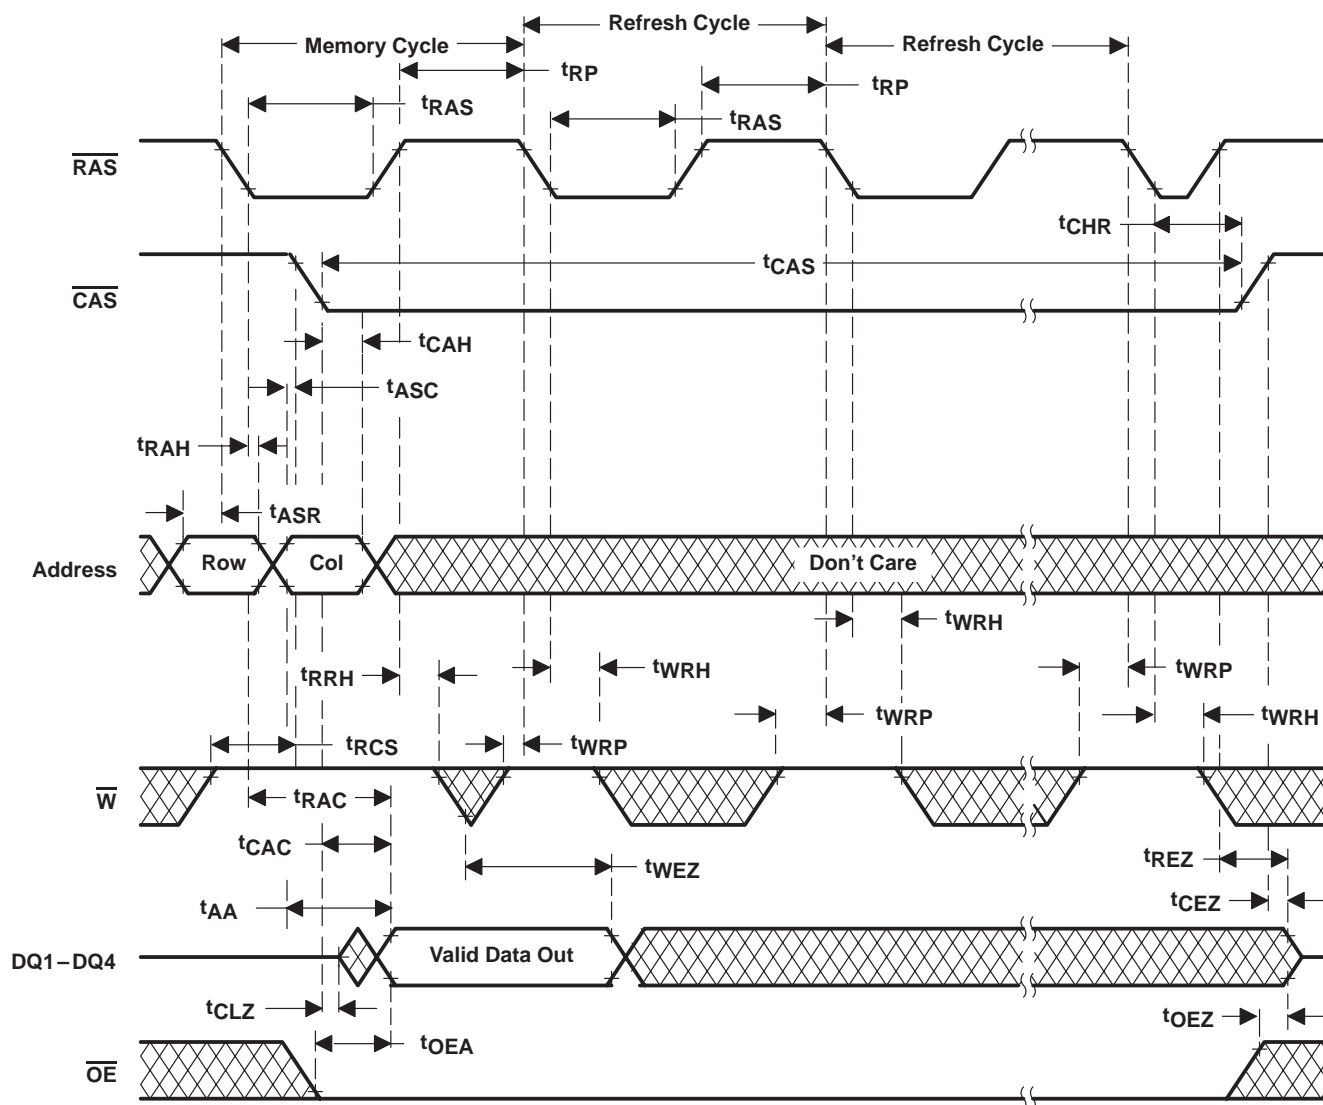 Refresh Cycle
Memory Cycle
Refresh Cycle
tRP
tRP
tRAS
tRAS
RAS
tCHR
tCAS
CAS
tCAH
tASC
tRAH
tASR
Address
Row
Col
Don't Care
tWRH
tRRH
tWRH
tWRP
tWRP
tWRH
tRCS
tWRP
W
tRAC
tCAC
tWEZ
tREZ
tAA
tCEZ
DQ1–DQ4
Valid Data Out
tCLZ
tOEZ
tOEA
OE